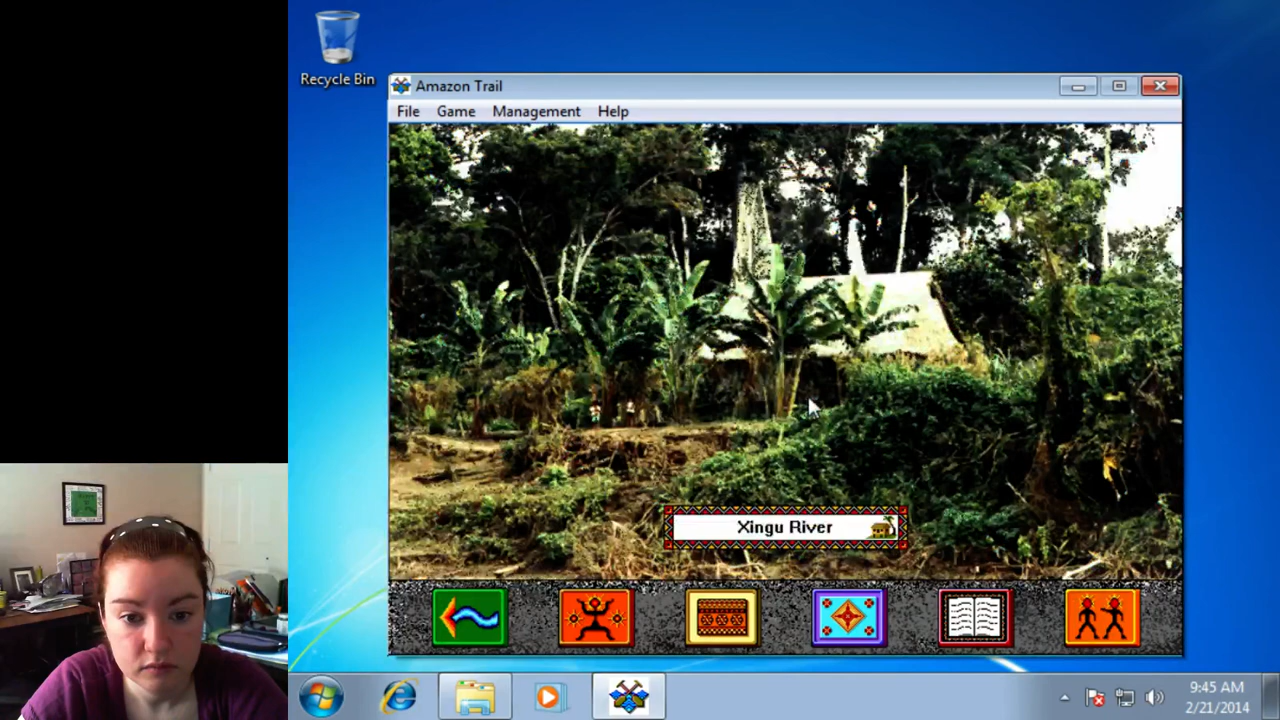 Recycle Bin
Amazon Trail
File Game Management Help
Xingu River
9:45 AM
2/21/2014